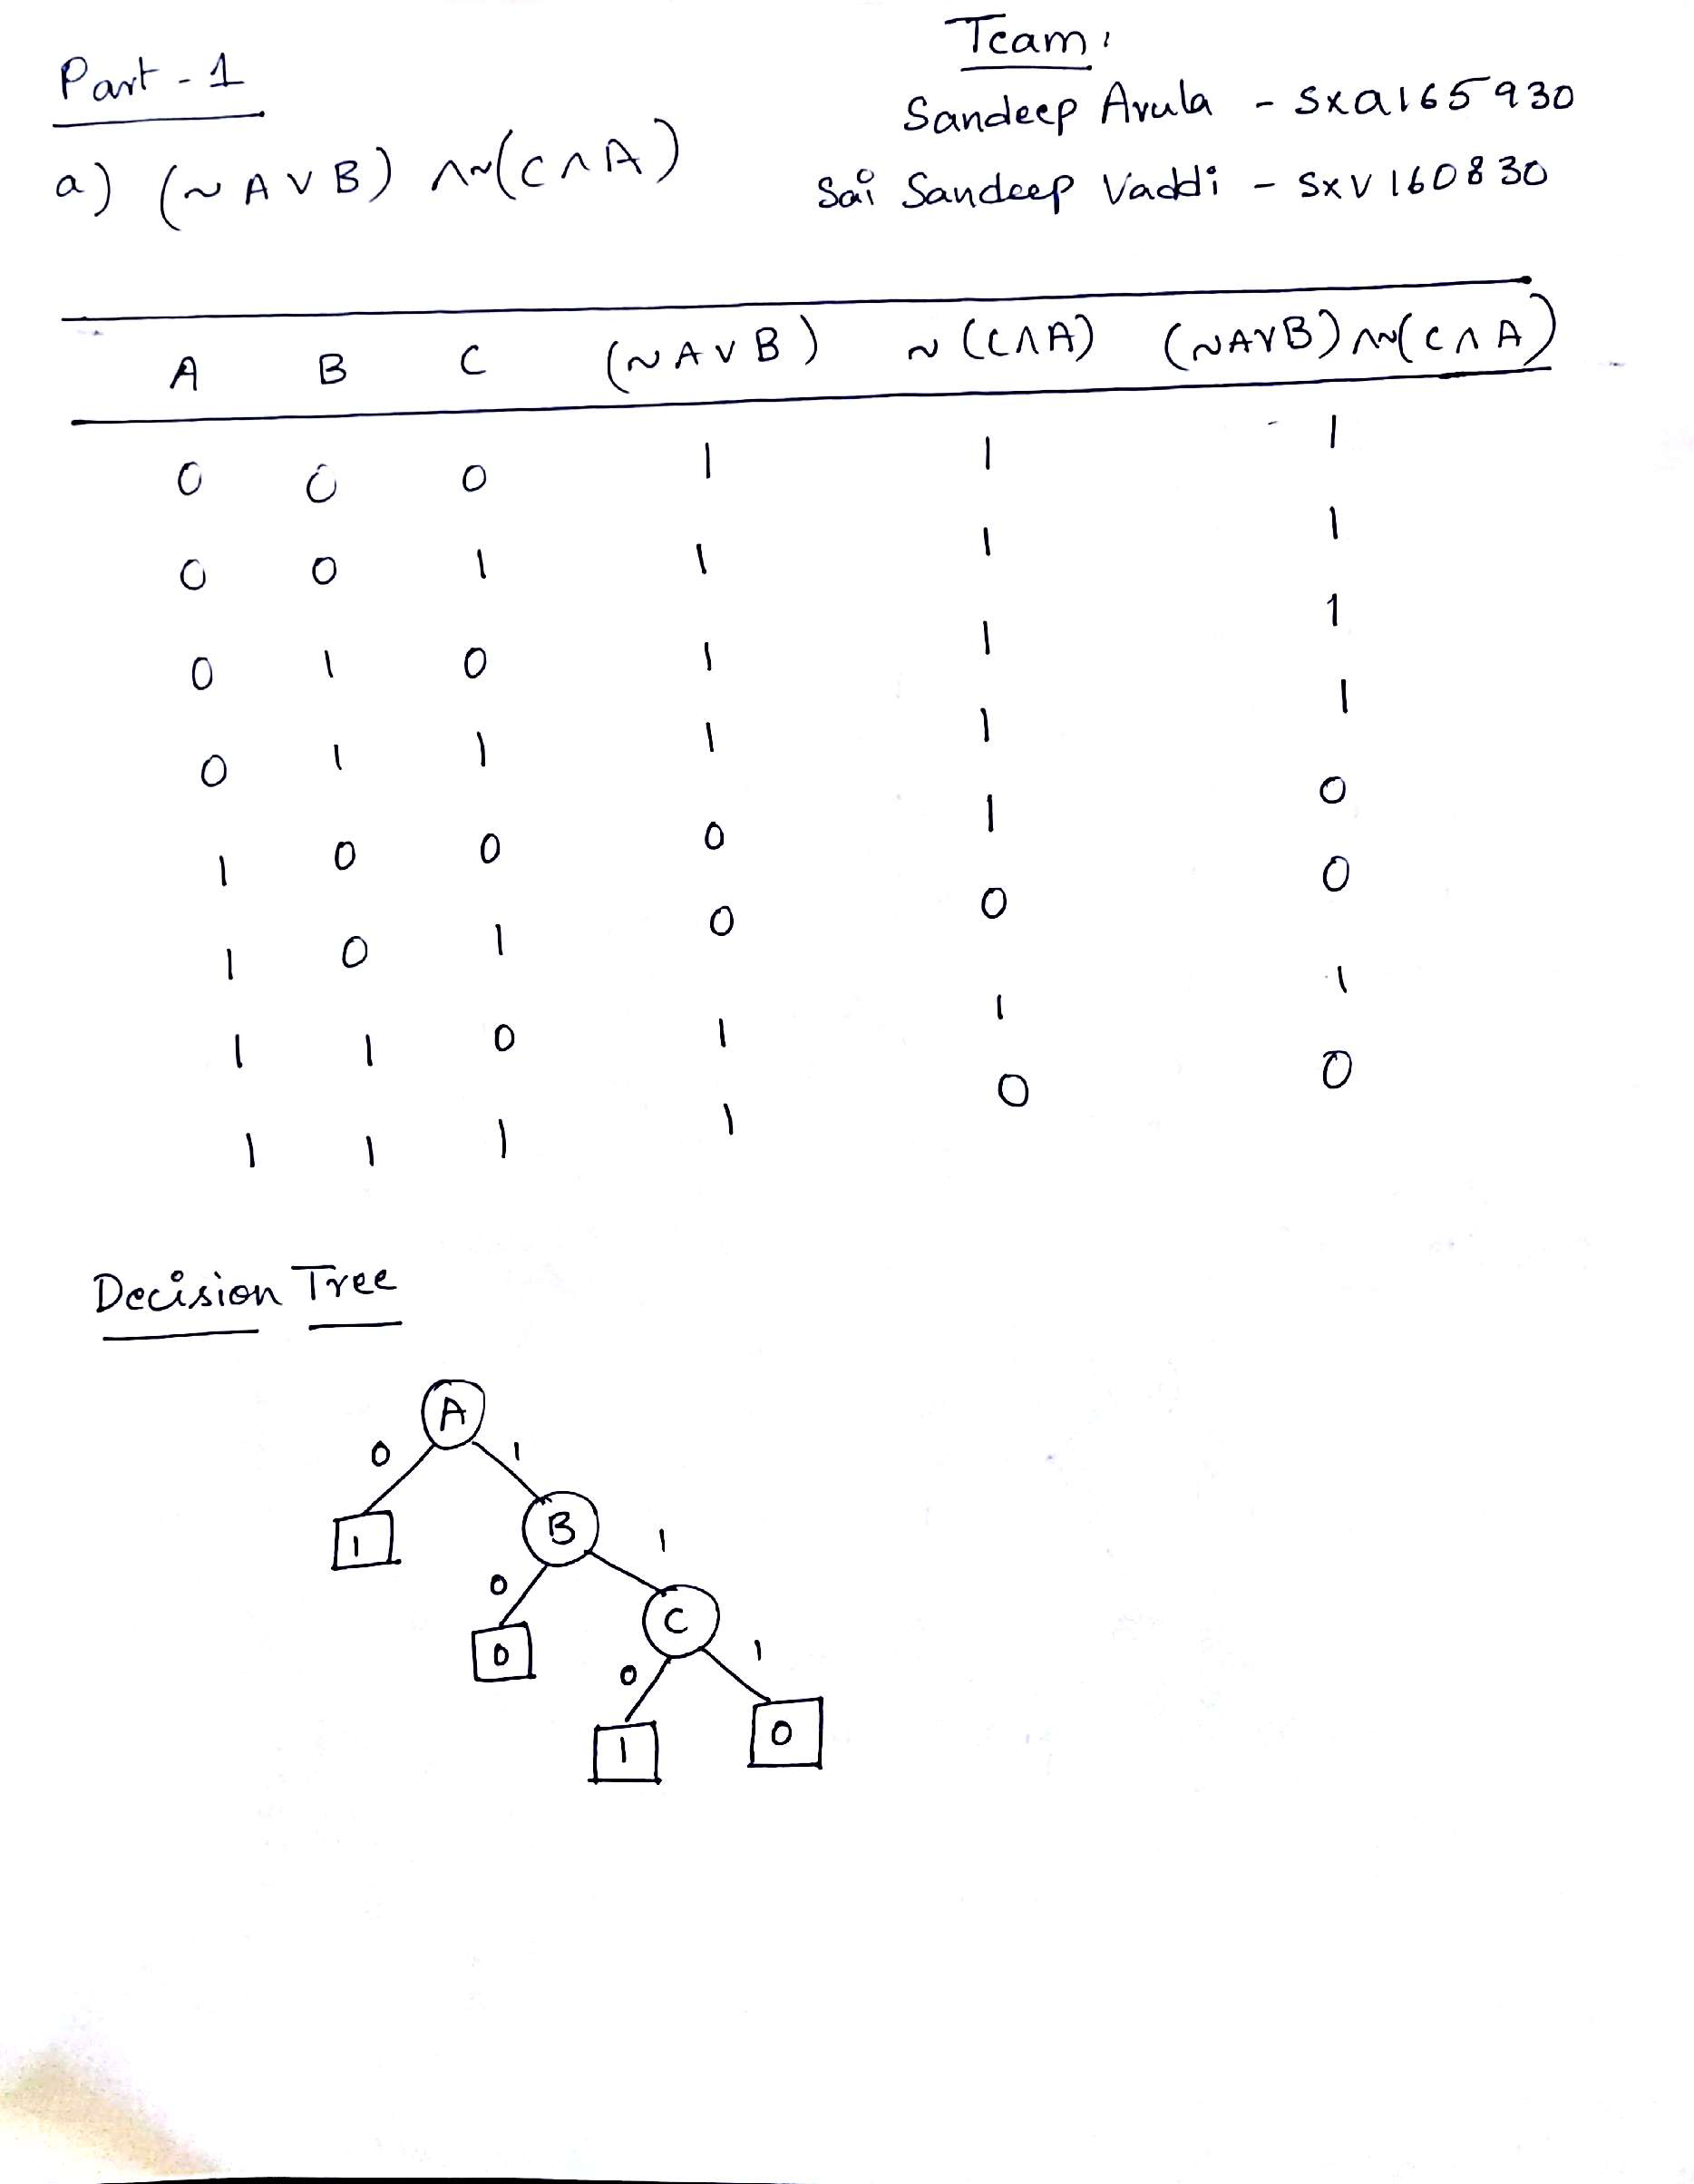 Part - 1
Team:
Sandeep Avula - sxa165930
a) (~A∨B) ∧~(C∧A)
Sai Sandeep Vaddi - sxv160830
A B C (~A∨B) ~(C∧A) (~A∨B)∧~(C∧A)
0 0 0 1 1 1
0 0 1 1 1 1
0 1 0 1 1 1
0 1 1 1 1 1
1 0 0 0 1 0
1 0 1 0 0 0
1 1 0 1 1 1
1 1 1 1 0 0
Decision Tree
A
0 1
1 B 1
0
0 C 1
0
1 0